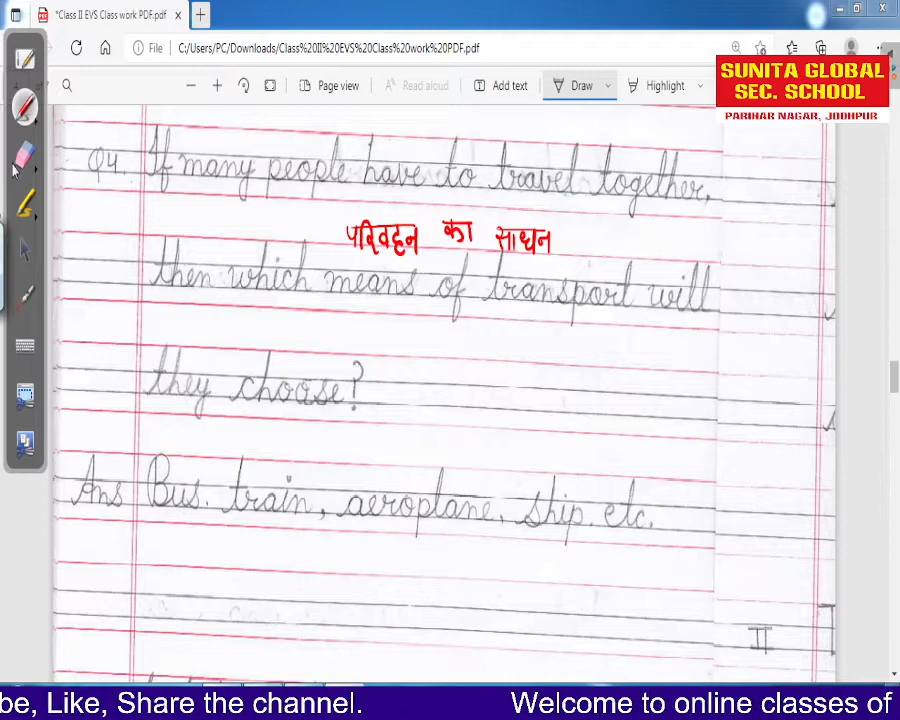 *Class II EVS Class work PDF.pdf
File C:/Users/PC/Downloads/Class%20II%20EVS%20Class%20work%20PDF.pdf
Page view Read aloud Add text Draw Highlight
SUNITA GLOBAL
SEC. SCHOOL
PARIHAR NAGAR, JODHPUR
Q4. If many people have to travel together,
परिवहन का साधन
then which means of transport will
they choose?
Ans Bus. train, aeroplane, ship. etc.
II
be, Like, Share the channel. Welcome to online classes of